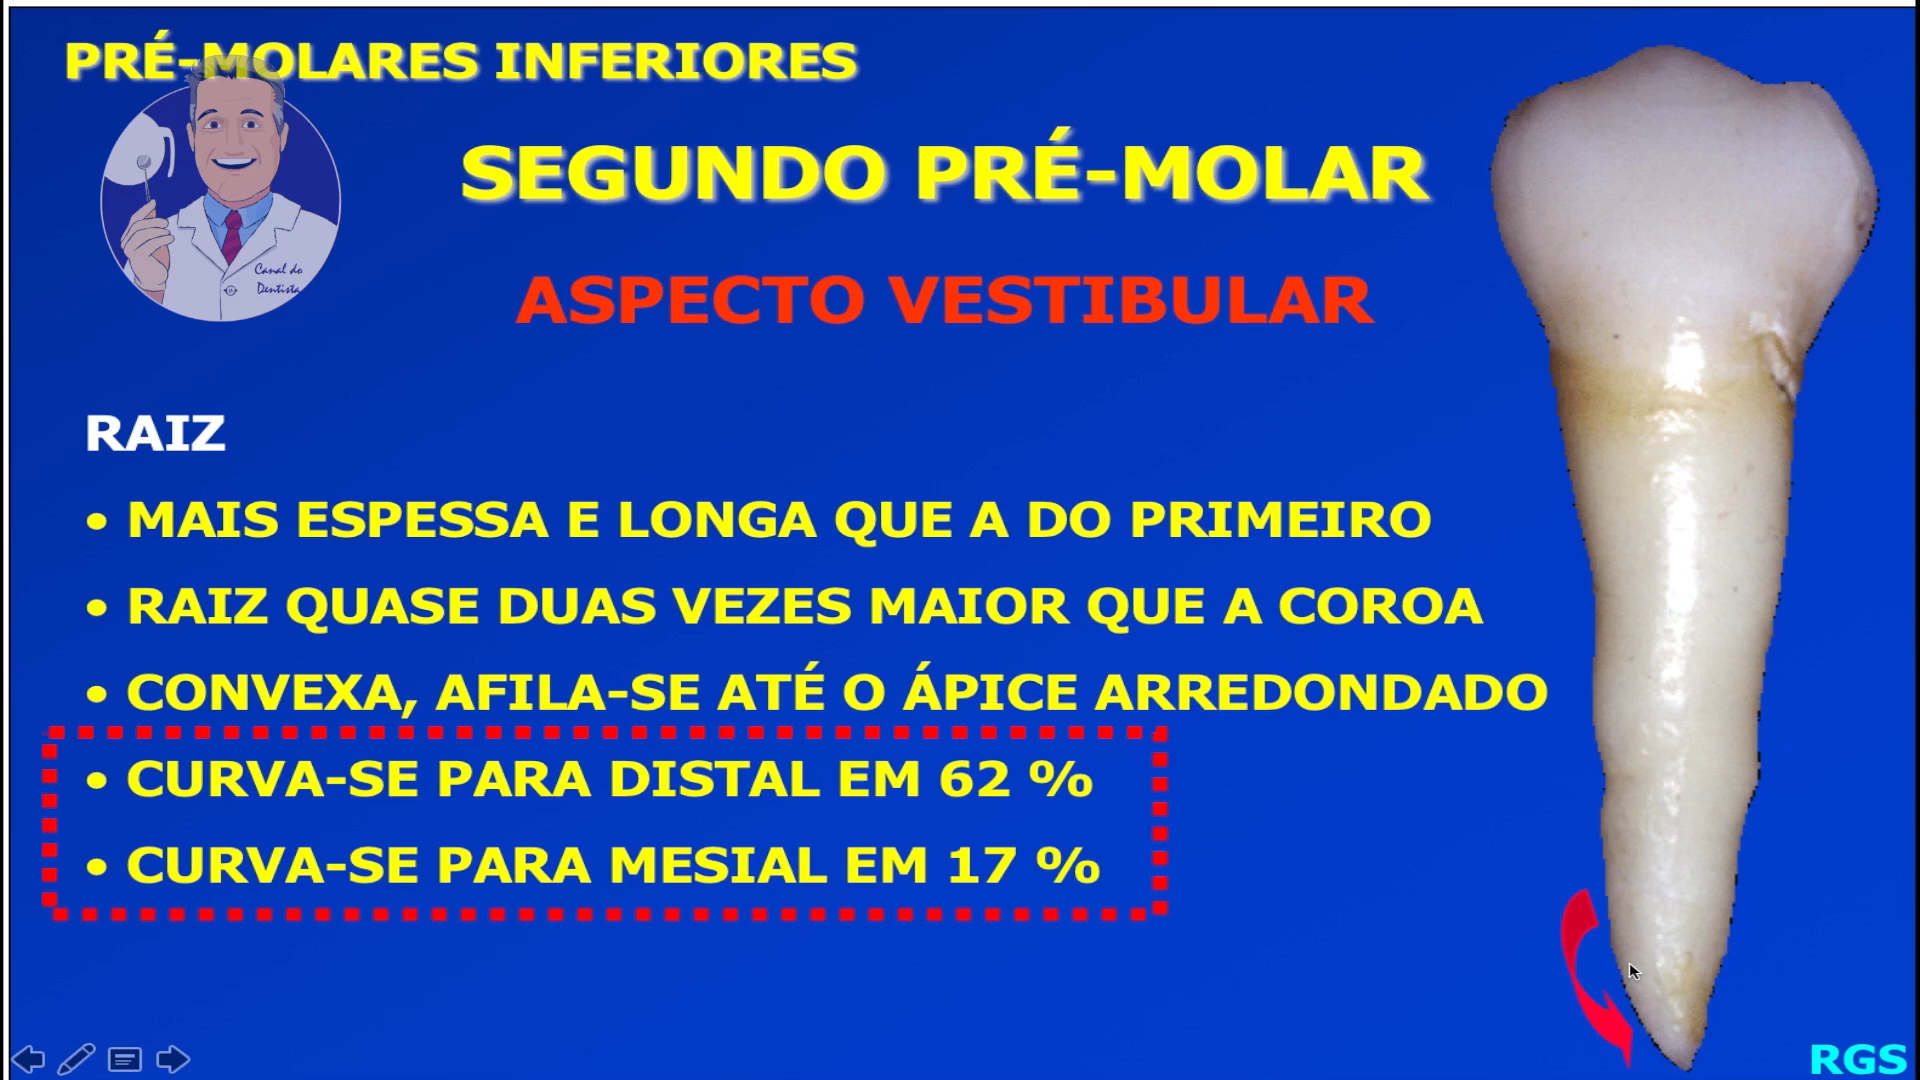 PRÉ-MOLARES INFERIORES
SEGUNDO PRÉ-MOLAR
Canal do
Dentista
ASPECTO VESTIBULAR
RAIZ
• MAIS ESPESSA E LONGA QUE A DO PRIMEIRO
• RAIZ QUASE DUAS VEZES MAIOR QUE A COROA
• CONVEXA, AFILA-SE ATÉ O ÁPICE ARREDONDADO
• CURVA-SE PARA DISTAL EM 62 %
• CURVA-SE PARA MESIAL EM 17 %
RGS